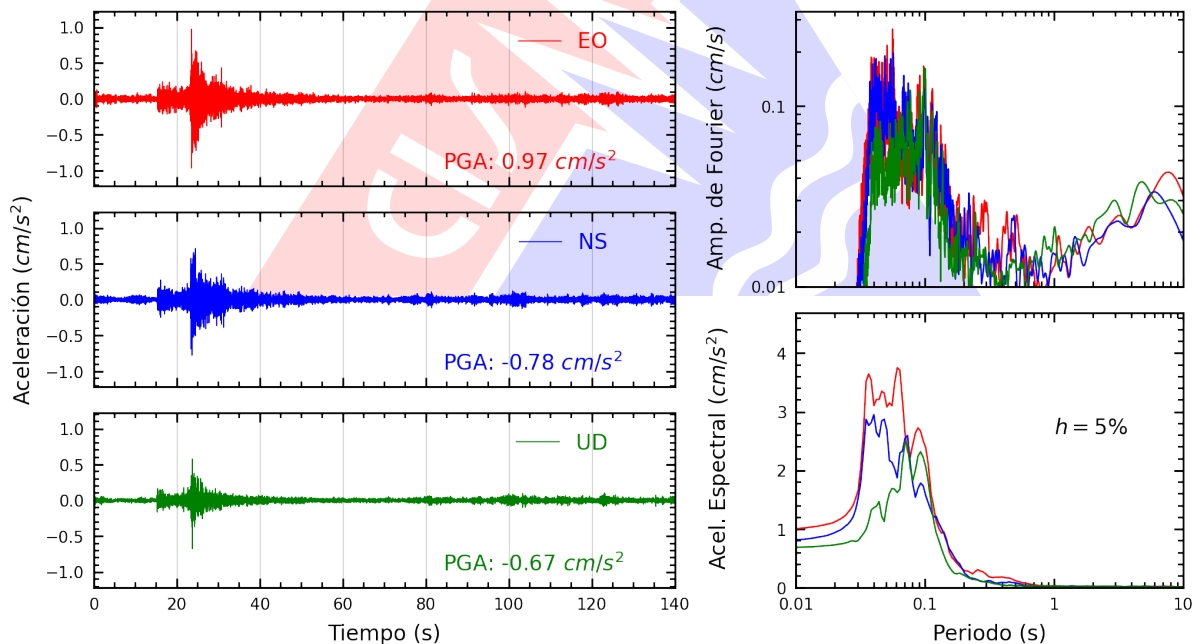 Aceleración (cm/s²)
1.0
0.5
0.0
−0.5
−1.0
EO
PGA: 0.97 cm/s²
1.0
0.5
0.0
−0.5
−1.0
NS
PGA: -0.78 cm/s²
1.0
0.5
0.0
−0.5
−1.0
UD
PGA: -0.67 cm/s²
0 20 40 60 80 100 120 140
Tiempo (s)
Amp. de Fourier (cm/s)
0.1
0.01
Acel. Espectral (cm/s²)
4
3
2
1
0
h = 5%
0.01 0.1 1 10
Periodo (s)